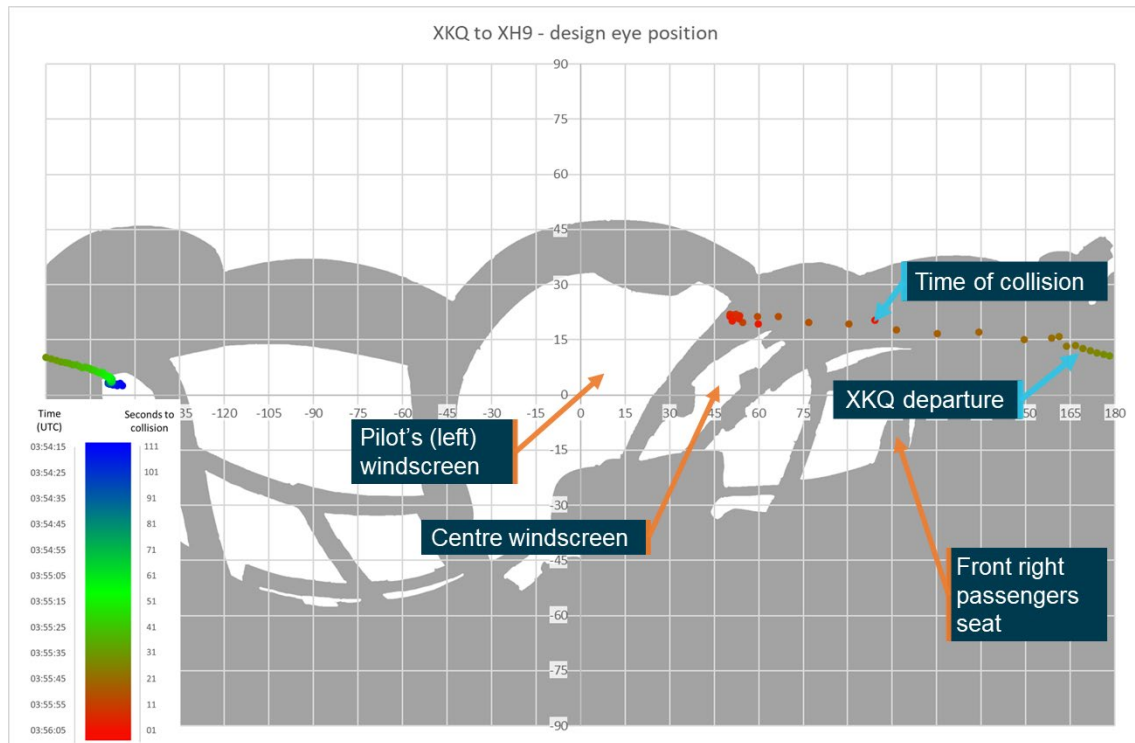 XKQ to XH9 - design eye position
90
75
60
45
30
15
0
-15
-30
-45
-60
-75
-90
35 -120 -105 -90 -75 -60 -45 -30 -15 0 15 30 45 60 75 90 105 120 165 180
Time of collision
XKQ departure
Pilot's (left)
windscreen
Centre windscreen
Front right
passengers
seat
Time
(UTC)
Seconds to
collision
03:54:15 111
03:54:25 101
03:54:35 91
03:54:45 81
03:54:55 71
03:55:05 61
03:55:15 51
03:55:25 41
03:55:35 31
03:55:45 21
03:55:55 11
03:56:05 01